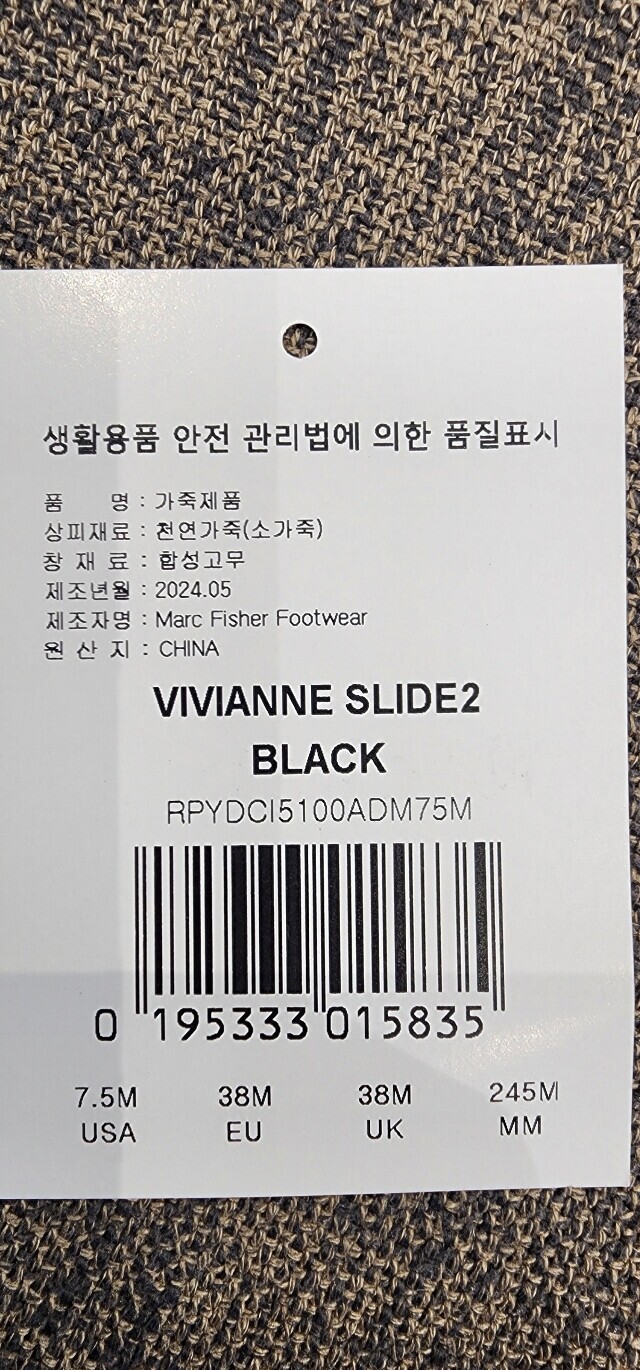 생활용품 안전 관리법에 의한 품질표시
품 명 : 가죽제품
상피재료 : 천연가죽(소가죽)
창 재 료 : 합성고무
제조년월 : 2024.05
제조자명 : Marc Fisher Footwear
원 산 지 : CHINA
VIVIANNE SLIDE2
BLACK
RPYDCI5100ADM75M
0 195333 015835
7.5M 38M 38M 245M
USA EU UK MM